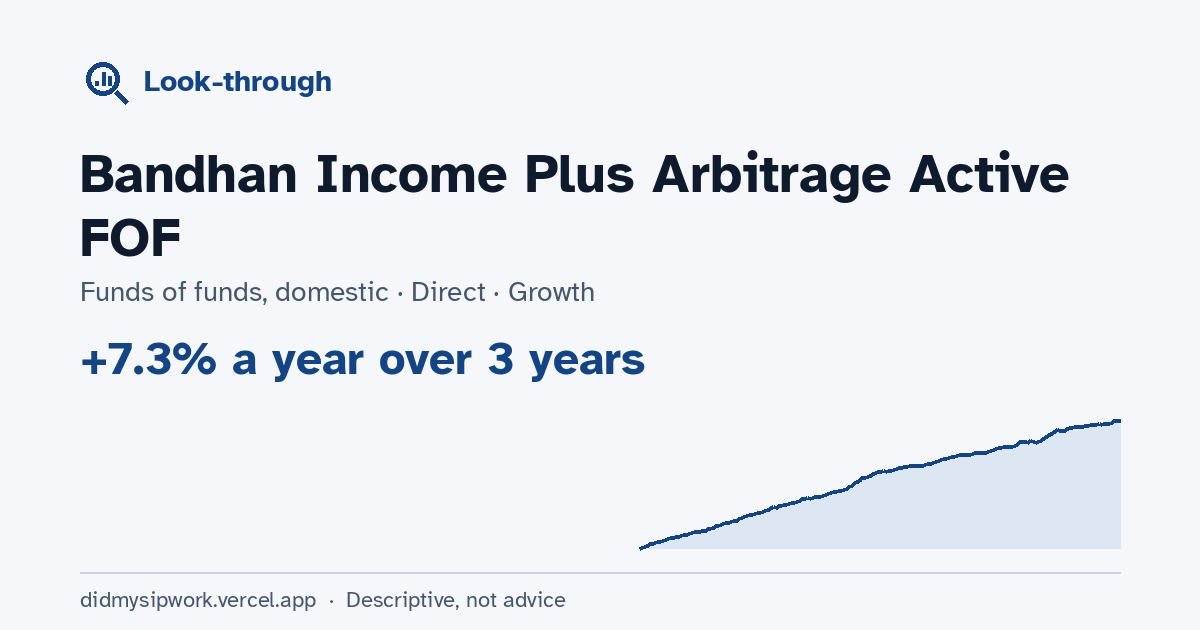 Look-through
Bandhan Income Plus Arbitrage Active
FOF
Funds of funds, domestic · Direct · Growth
+7.3% a year over 3 years
didmysipwork.vercel.app · Descriptive, not advice